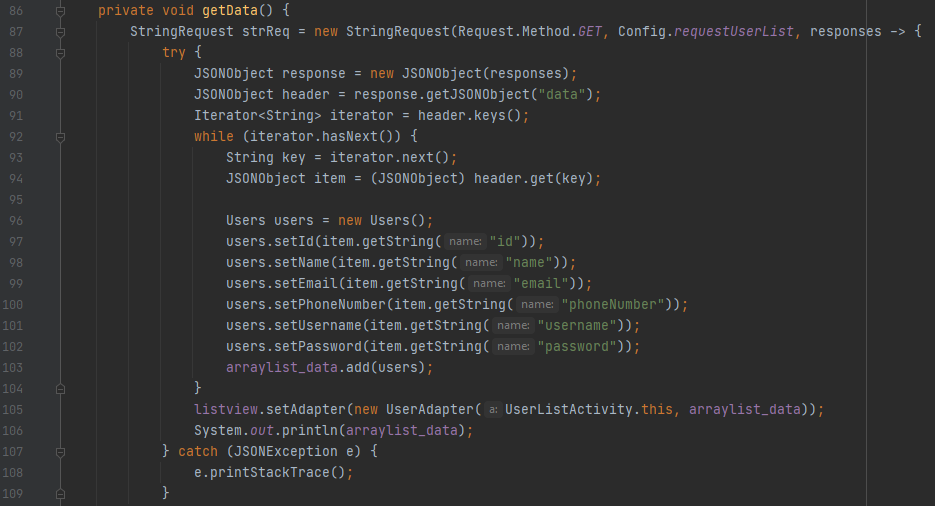 86 private void getData() {
87 StringRequest strReq = new StringRequest(Request.Method.GET, Config.requestUserList, responses -> {
88 try {
89 JSONObject response = new JSONObject(responses);
90 JSONObject header = response.getJSONObject("data");
91 Iterator<String> iterator = header.keys();
92 while (iterator.hasNext()) {
93 String key = iterator.next();
94 JSONObject item = (JSONObject) header.get(key);
95
96 Users users = new Users();
97 users.setId(item.getString( name: "id"));
98 users.setName(item.getString( name: "name"));
99 users.setEmail(item.getString( name: "email"));
100 users.setPhoneNumber(item.getString( name: "phoneNumber"));
101 users.setUsername(item.getString( name: "username"));
102 users.setPassword(item.getString( name: "password"));
103 arraylist_data.add(users);
104 }
105 listview.setAdapter(new UserAdapter( a: UserListActivity.this, arraylist_data));
106 System.out.println(arraylist_data);
107 } catch (JSONException e) {
108 e.printStackTrace();
109 }